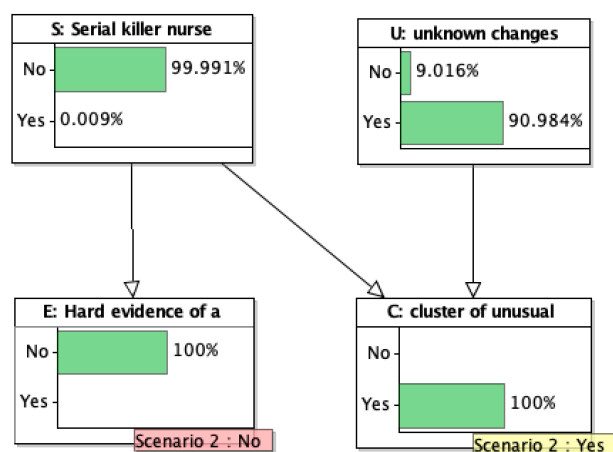 S: Serial killer nurse
No 99.991%
Yes 0.009%
U: unknown changes
No 9.016%
Yes 90.984%
E: Hard evidence of a
No 100%
Yes
Scenario 2 : No
C: cluster of unusual
No
Yes 100%
Scenario 2 : Yes